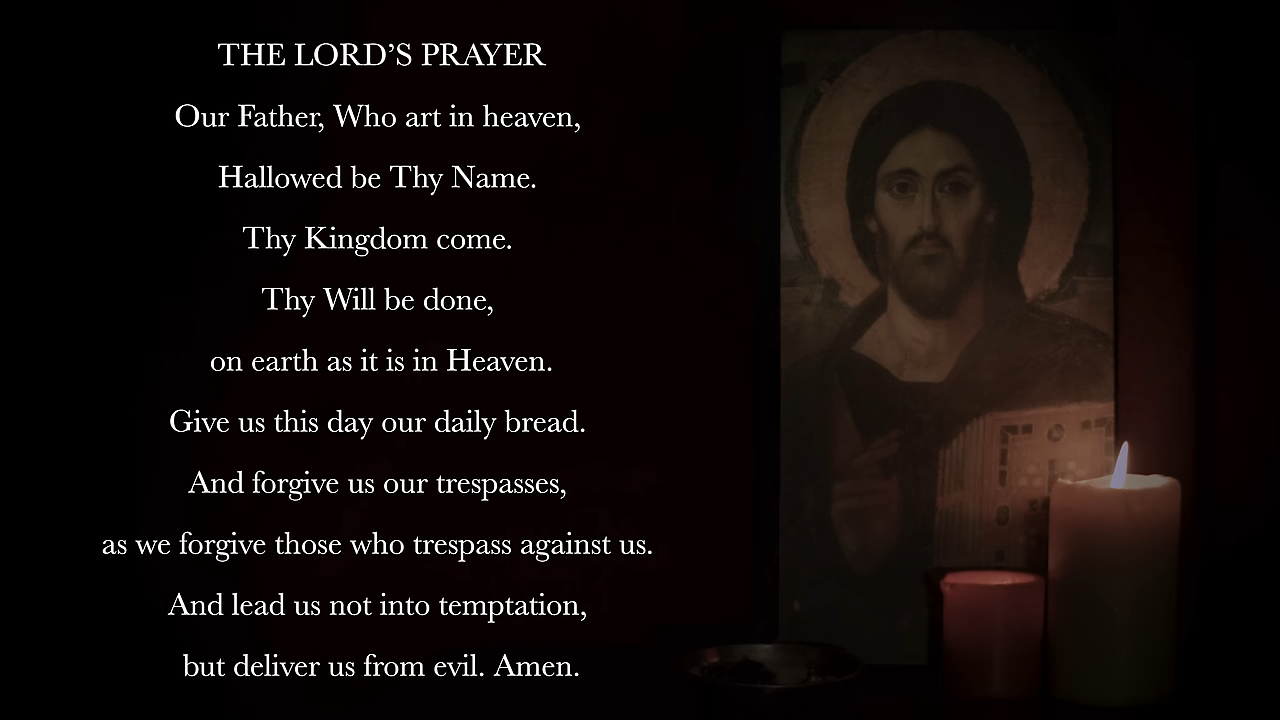 THE LORD’S PRAYER
Our Father, Who art in heaven,
Hallowed be Thy Name.
Thy Kingdom come.
Thy Will be done,
on earth as it is in Heaven.
Give us this day our daily bread.
And forgive us our trespasses,
as we forgive those who trespass against us.
And lead us not into temptation,
but deliver us from evil. Amen.